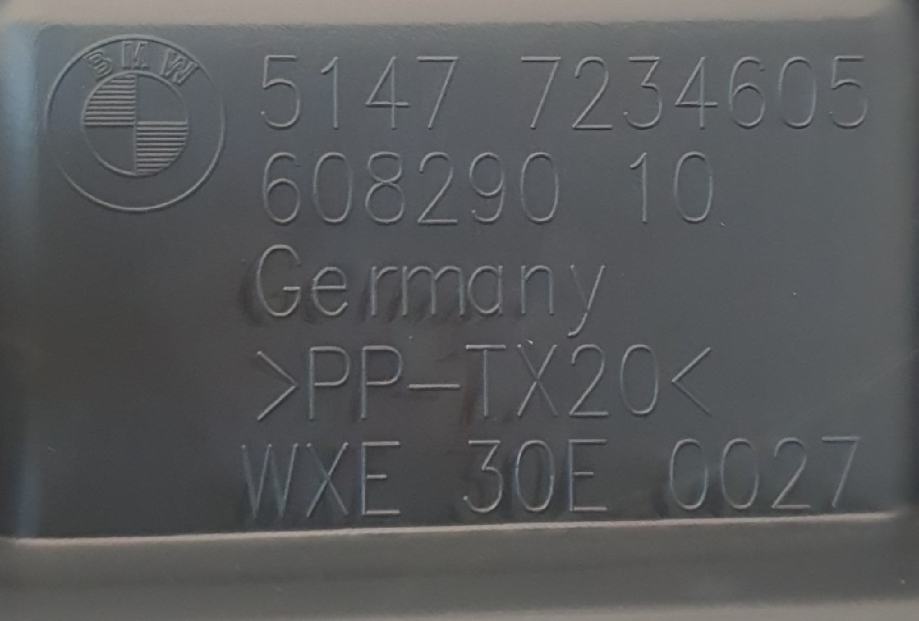 BMW
5147 7234605
608290 10
Germany
>PP-TX20<
WXE 30E 0027